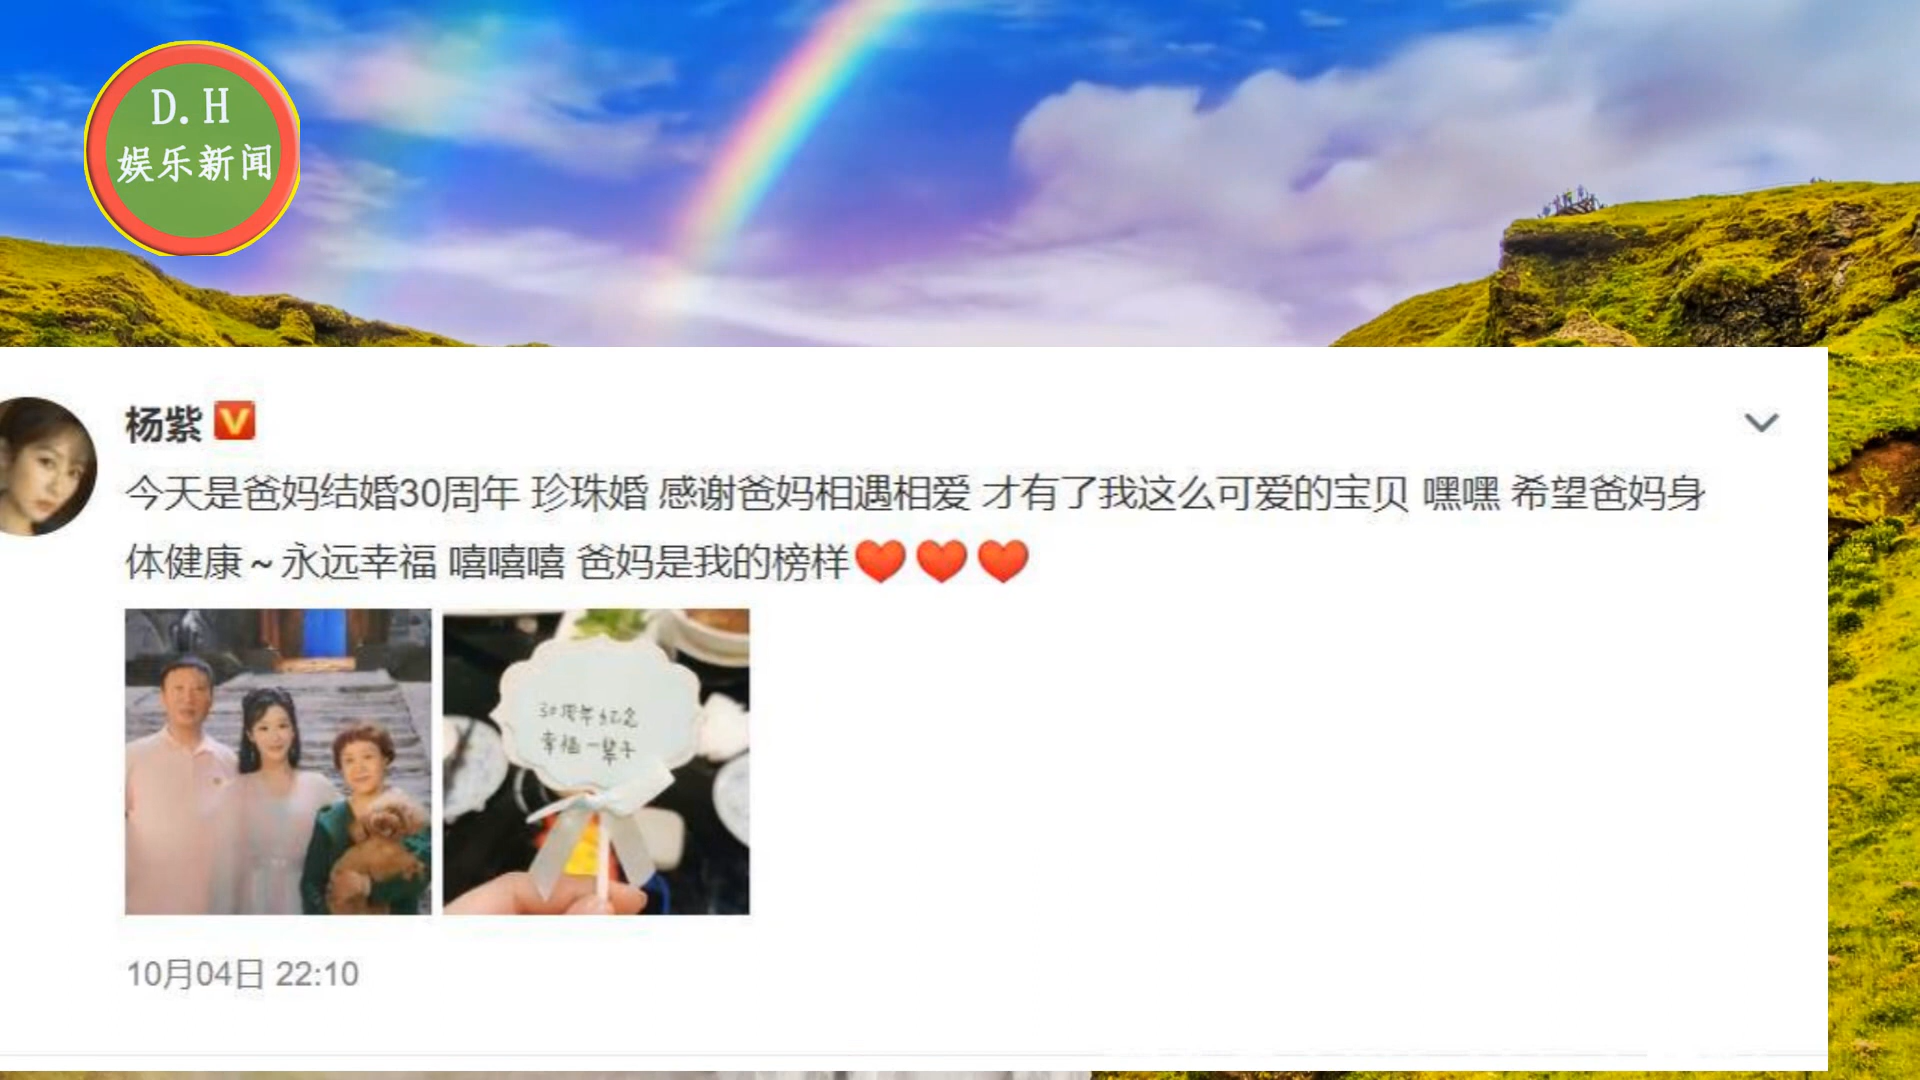 D.H
娱乐新闻
杨紫
今天是爸妈结婚30周年 珍珠婚 感谢爸妈相遇相爱 才有了我这么可爱的宝贝 嘿嘿 希望爸妈身
体健康~永远幸福 嘻嘻嘻 爸妈是我的榜样❤❤❤
30周年纪念
幸福一辈子
10月04日 22:10